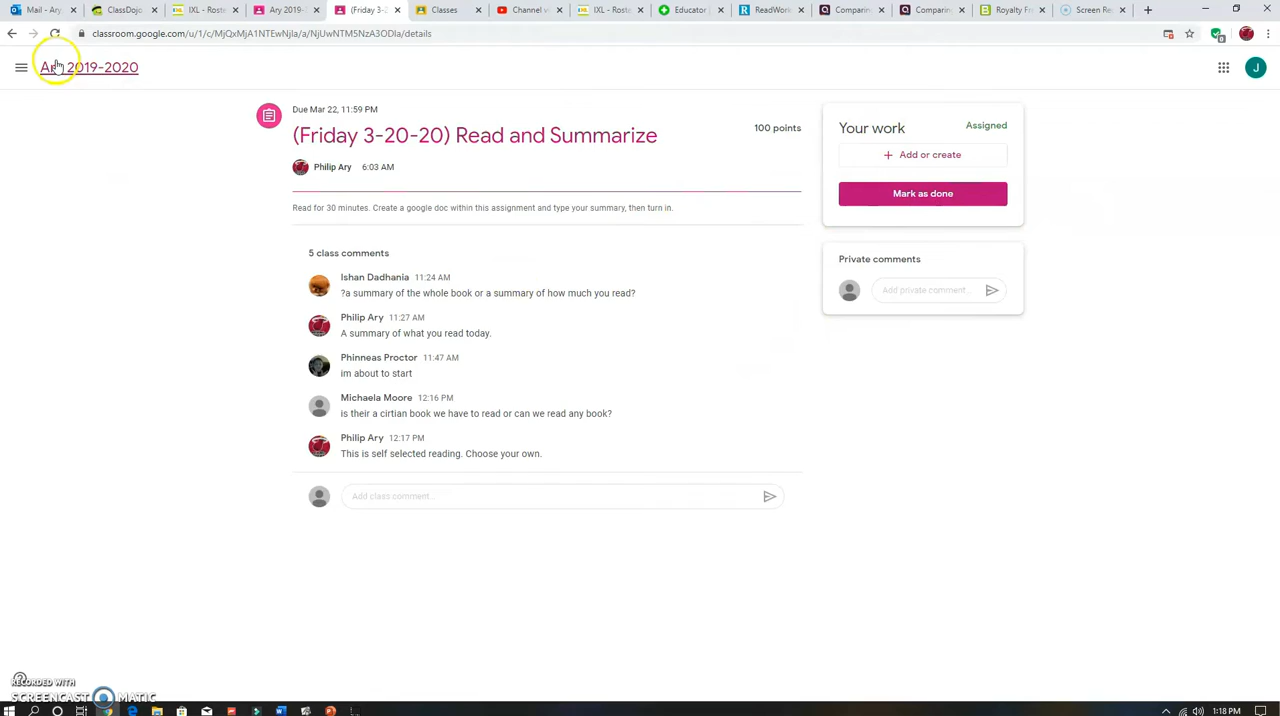 Mail - Ary
ClassDojo
IXL - Roste
Ary 2019-
(Friday 3-2
Classes
Channel v
IXL - Roste
Educator
ReadWork
Comparin
Comparin
Royalty Fr
Screen Re
Ary 2019-2020
J
Due Mar 22, 11:59 PM
(Friday 3-20-20) Read and Summarize
100 points
Philip Ary 6:03 AM
Read for 30 minutes. Create a google doc within this assignment and type your summary, then turn in.
5 class comments
Ishan Dadhania 11:24 AM
?a summary of the whole book or a summary of how much you read?
Philip Ary 11:27 AM
A summary of what you read today.
Phinneas Proctor 11:47 AM
im about to start
Michaela Moore 12:16 PM
is their a cirtian book we have to read or can we read any book?
Philip Ary 12:17 PM
This is self selected reading. Choose your own.
Add class comment...
Your work Assigned
+ Add or create
Mark as done
Private comments
Add private comment...
RECORDED WITH
SCREENCAST MATIC
1:18 PM